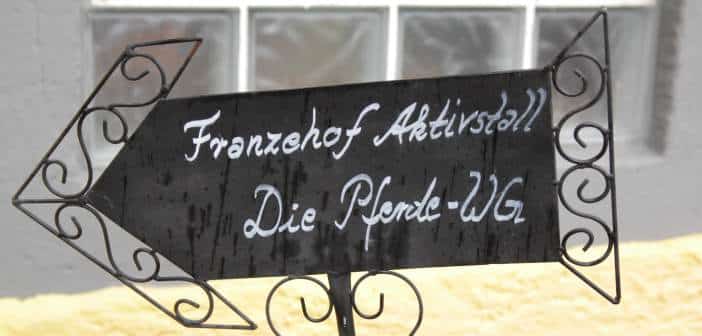 Franzehof Aktivstall
Die Pferde-WG